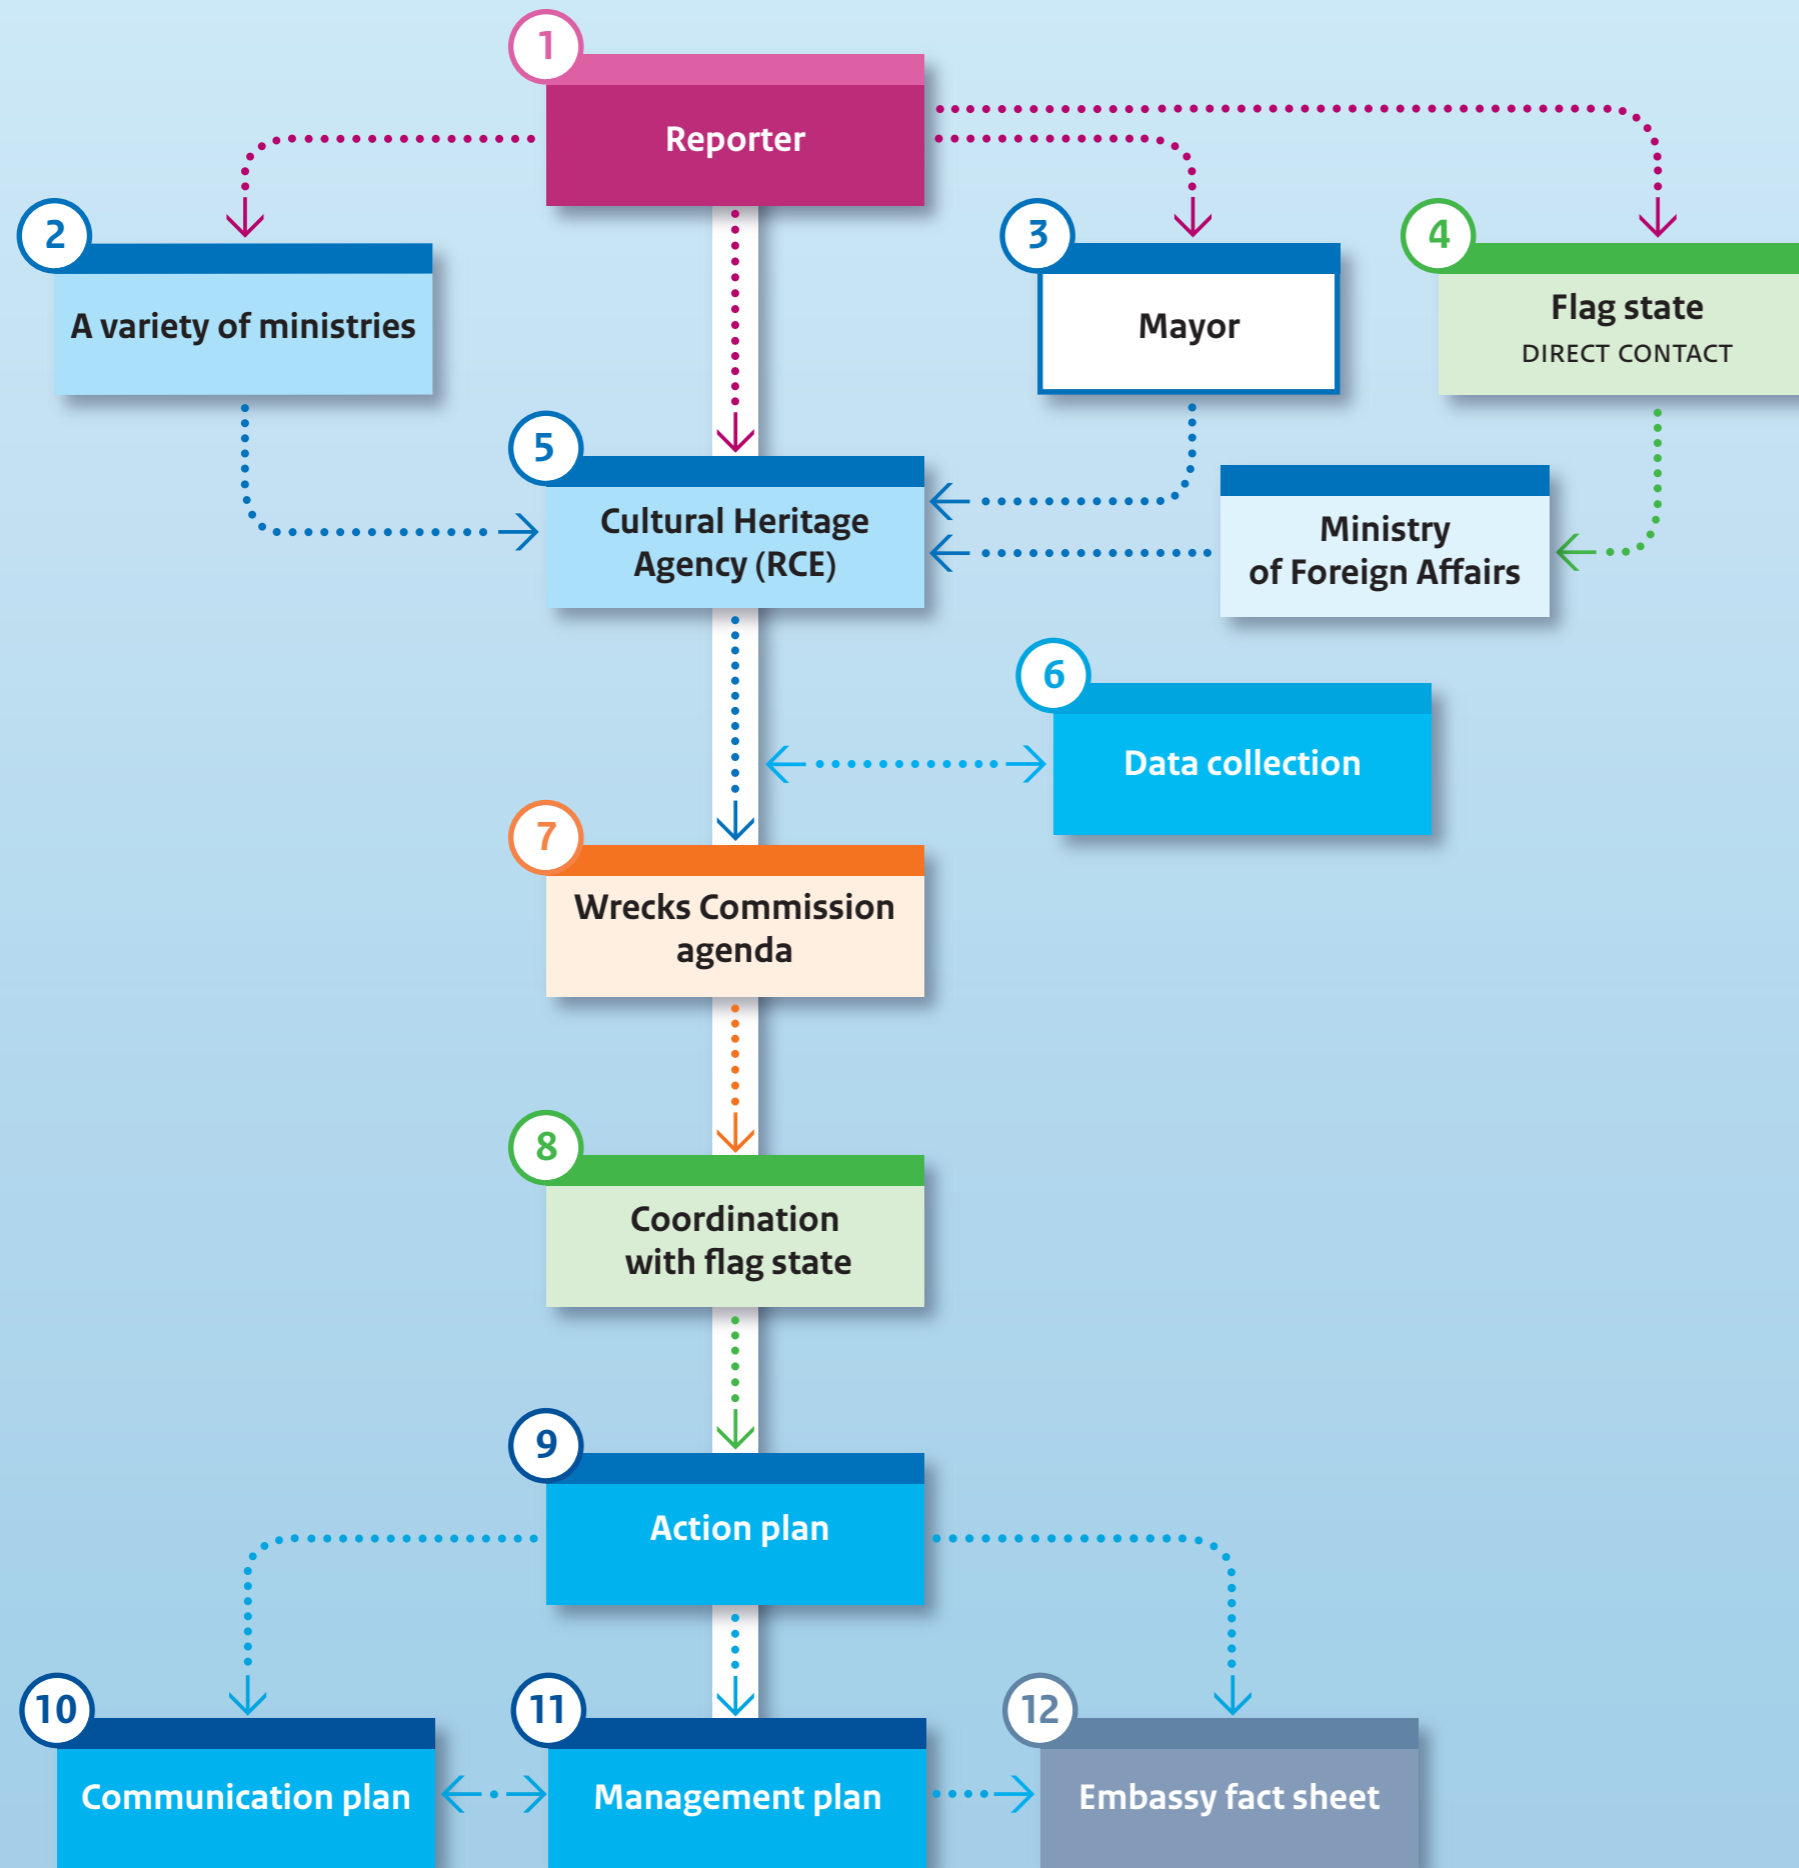 1
Reporter
2
A variety of ministries
3
Mayor
4
Flag state
DIRECT CONTACT
5
Cultural Heritage
Agency (RCE)
Ministry
of Foreign Affairs
6
Data collection
7
Wrecks Commission
agenda
8
Coordination
with flag state
9
Action plan
10
Communication plan
11
Management plan
12
Embassy fact sheet